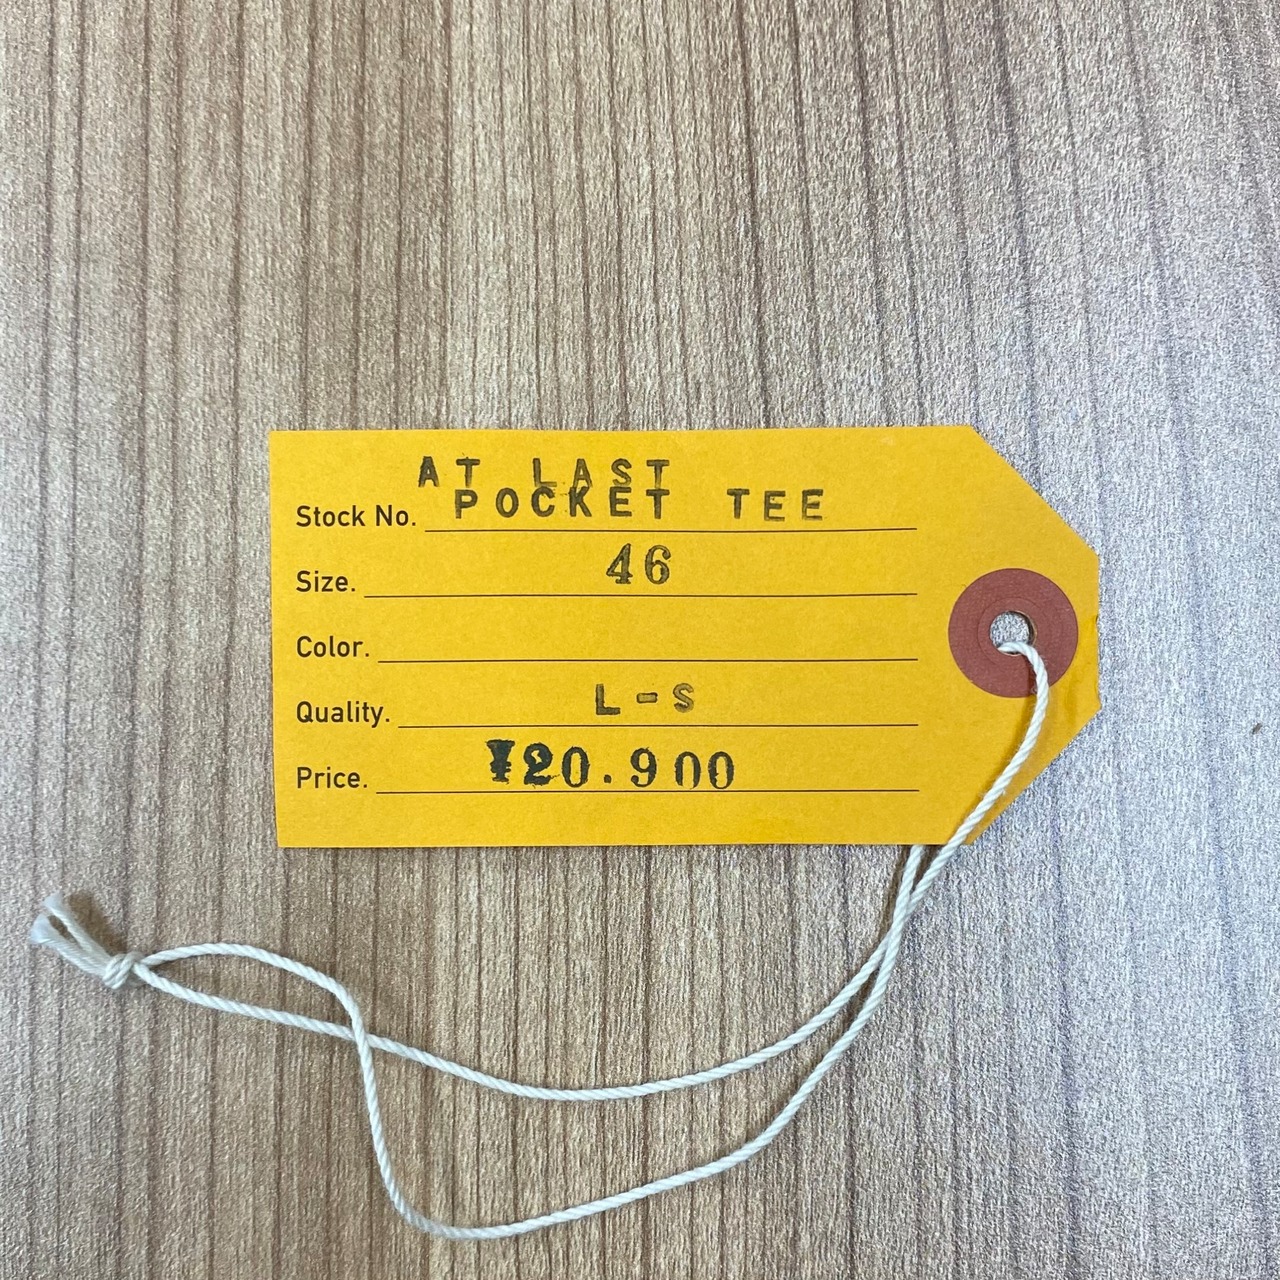 AT LAST
Stock No. POCKET TEE
Size. 46
Color.
Quality. L-S
Price. ¥20.900